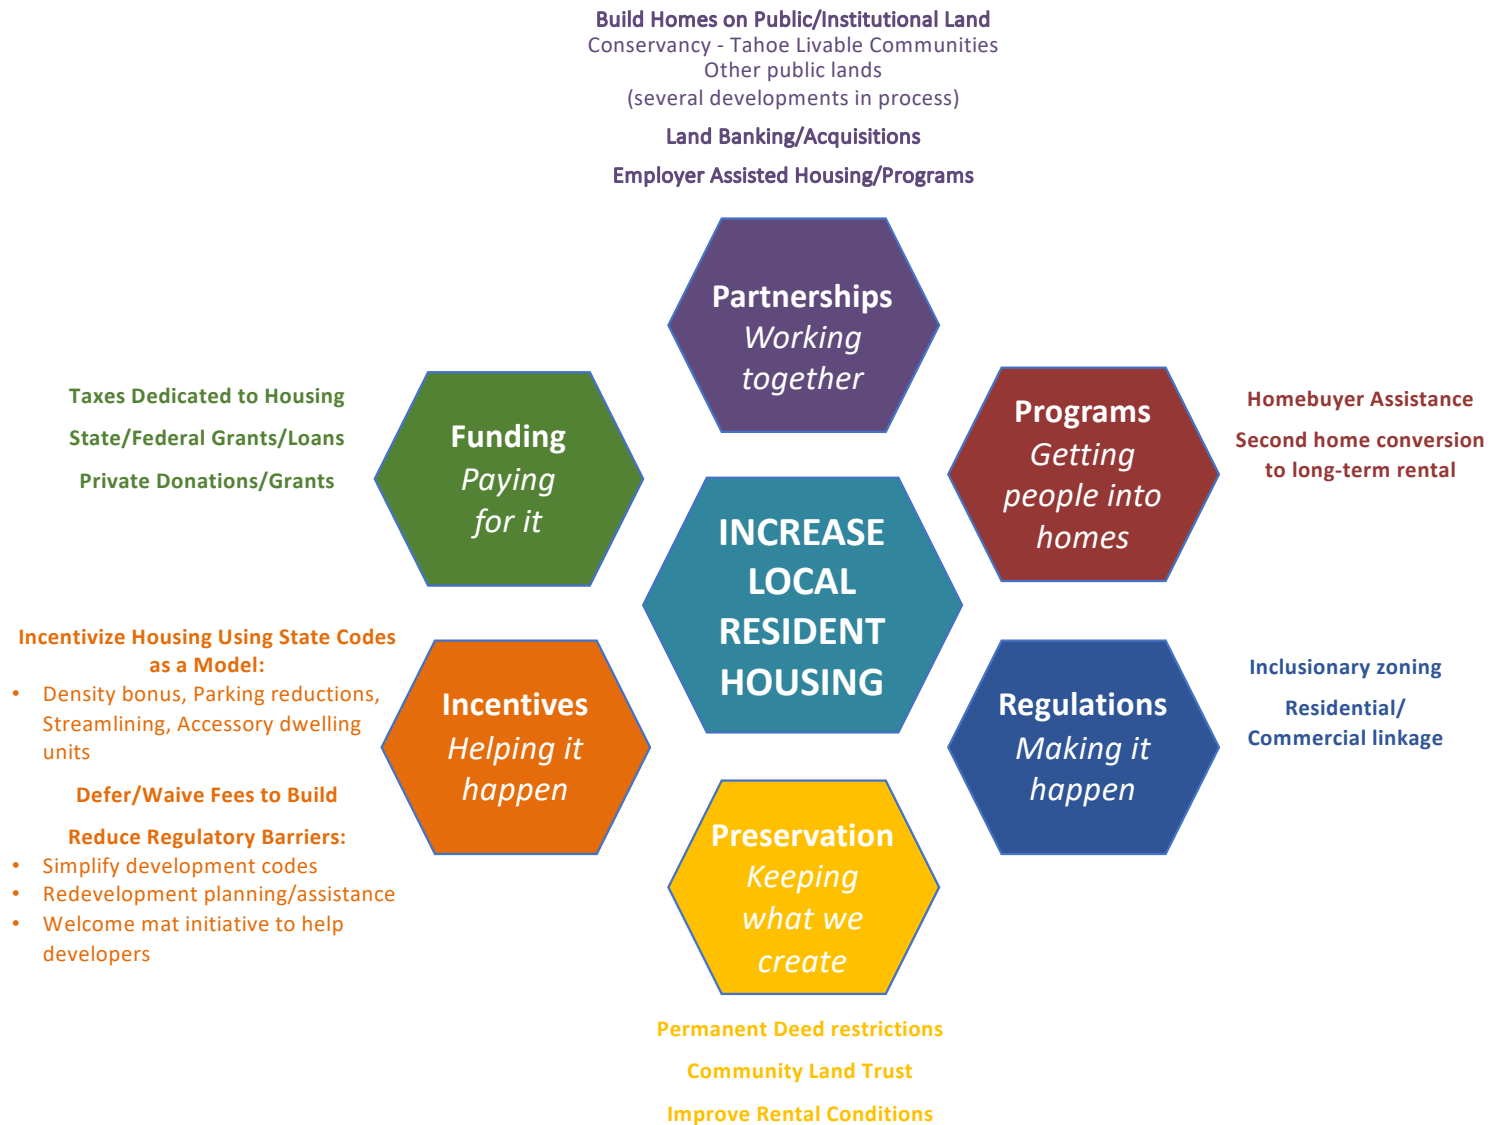 Build Homes on Public/Institutional Land
Conservancy - Tahoe Livable Communities
Other public lands
(several developments in process)
Land Banking/Acquisitions
Employer Assisted Housing/Programs
Partnerships
Working
together
Taxes Dedicated to Housing
State/Federal Grants/Loans
Private Donations/Grants
Funding
Paying
for it
Programs
Getting
people into
homes
Homebuyer Assistance
Second home conversion
to long-term rental
INCREASE
LOCAL
RESIDENT
HOUSING
Incentivize Housing Using State Codes
as a Model:
• Density bonus, Parking reductions,
Streamlining, Accessory dwelling
units
Defer/Waive Fees to Build
Reduce Regulatory Barriers:
• Simplify development codes
• Redevelopment planning/assistance
• Welcome mat initiative to help
developers
Incentives
Helping it
happen
Regulations
Making it
happen
Inclusionary zoning
Residential/
Commercial linkage
Preservation
Keeping
what we
create
Permanent Deed restrictions
Community Land Trust
Improve Rental Conditions